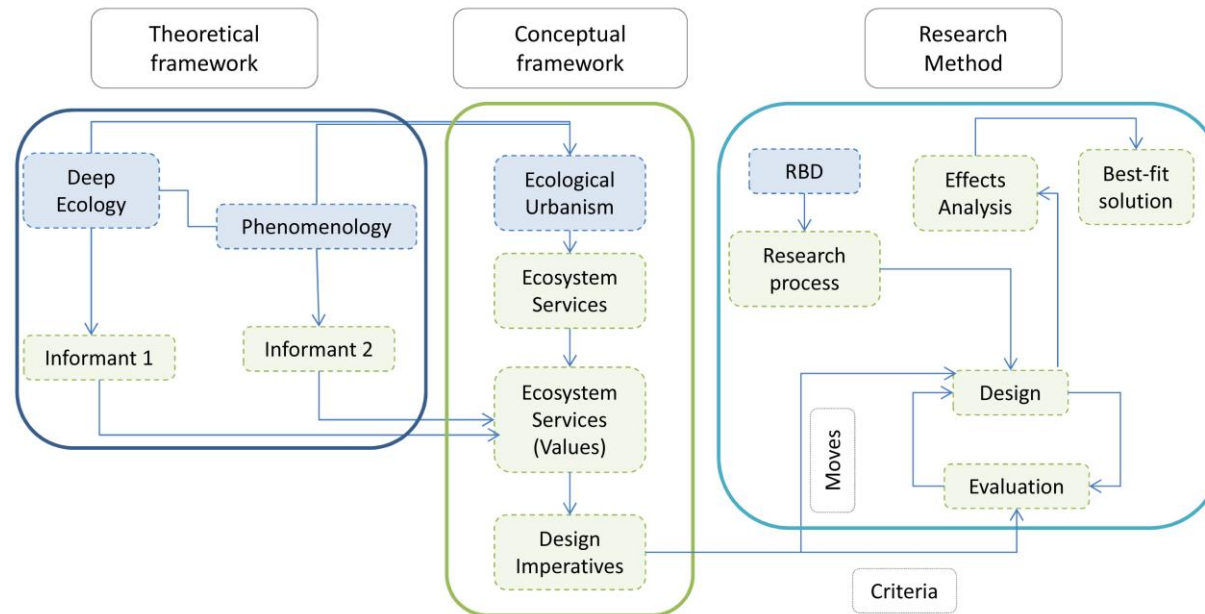 Theoretical
framework
Conceptual
framework
Research
Method
Deep
Ecology
Phenomenology
Informant 1
Informant 2
Ecological
Urbanism
Ecosystem
Services
Ecosystem
Services
(Values)
Design
Imperatives
RBD
Research
process
Effects
Analysis
Best-fit
solution
Design
Evaluation
Moves
Criteria